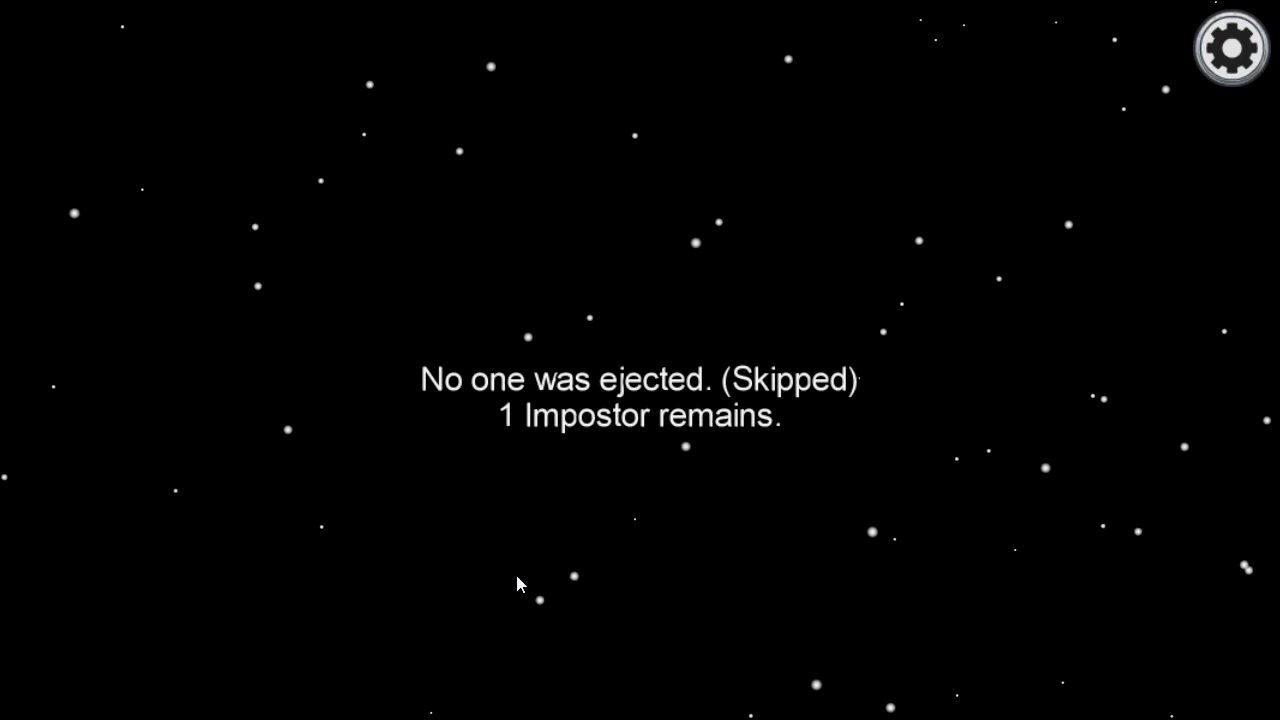 No one was ejected. (Skipped)
1 Impostor remains.